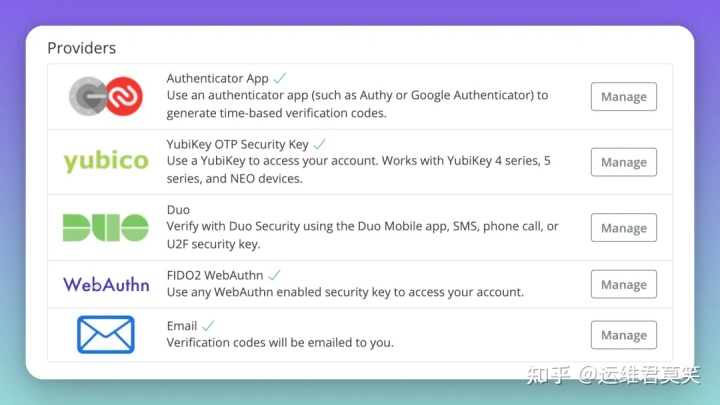 Providers
Authenticator App
Use an authenticator app (such as Authy or Google Authenticator) to
generate time-based verification codes.
Manage
yubico
YubiKey OTP Security Key
Use a YubiKey to access your account. Works with YubiKey 4 series, 5
series, and NEO devices.
Manage
DUO
Duo
Verify with Duo Security using the Duo Mobile app, SMS, phone call, or
U2F security key.
Manage
WebAuthn
FIDO2 WebAuthn
Use any WebAuthn enabled security key to access your account.
Manage
Email
Verification codes will be emailed to you.
Manage
知乎 @运维君莫笑